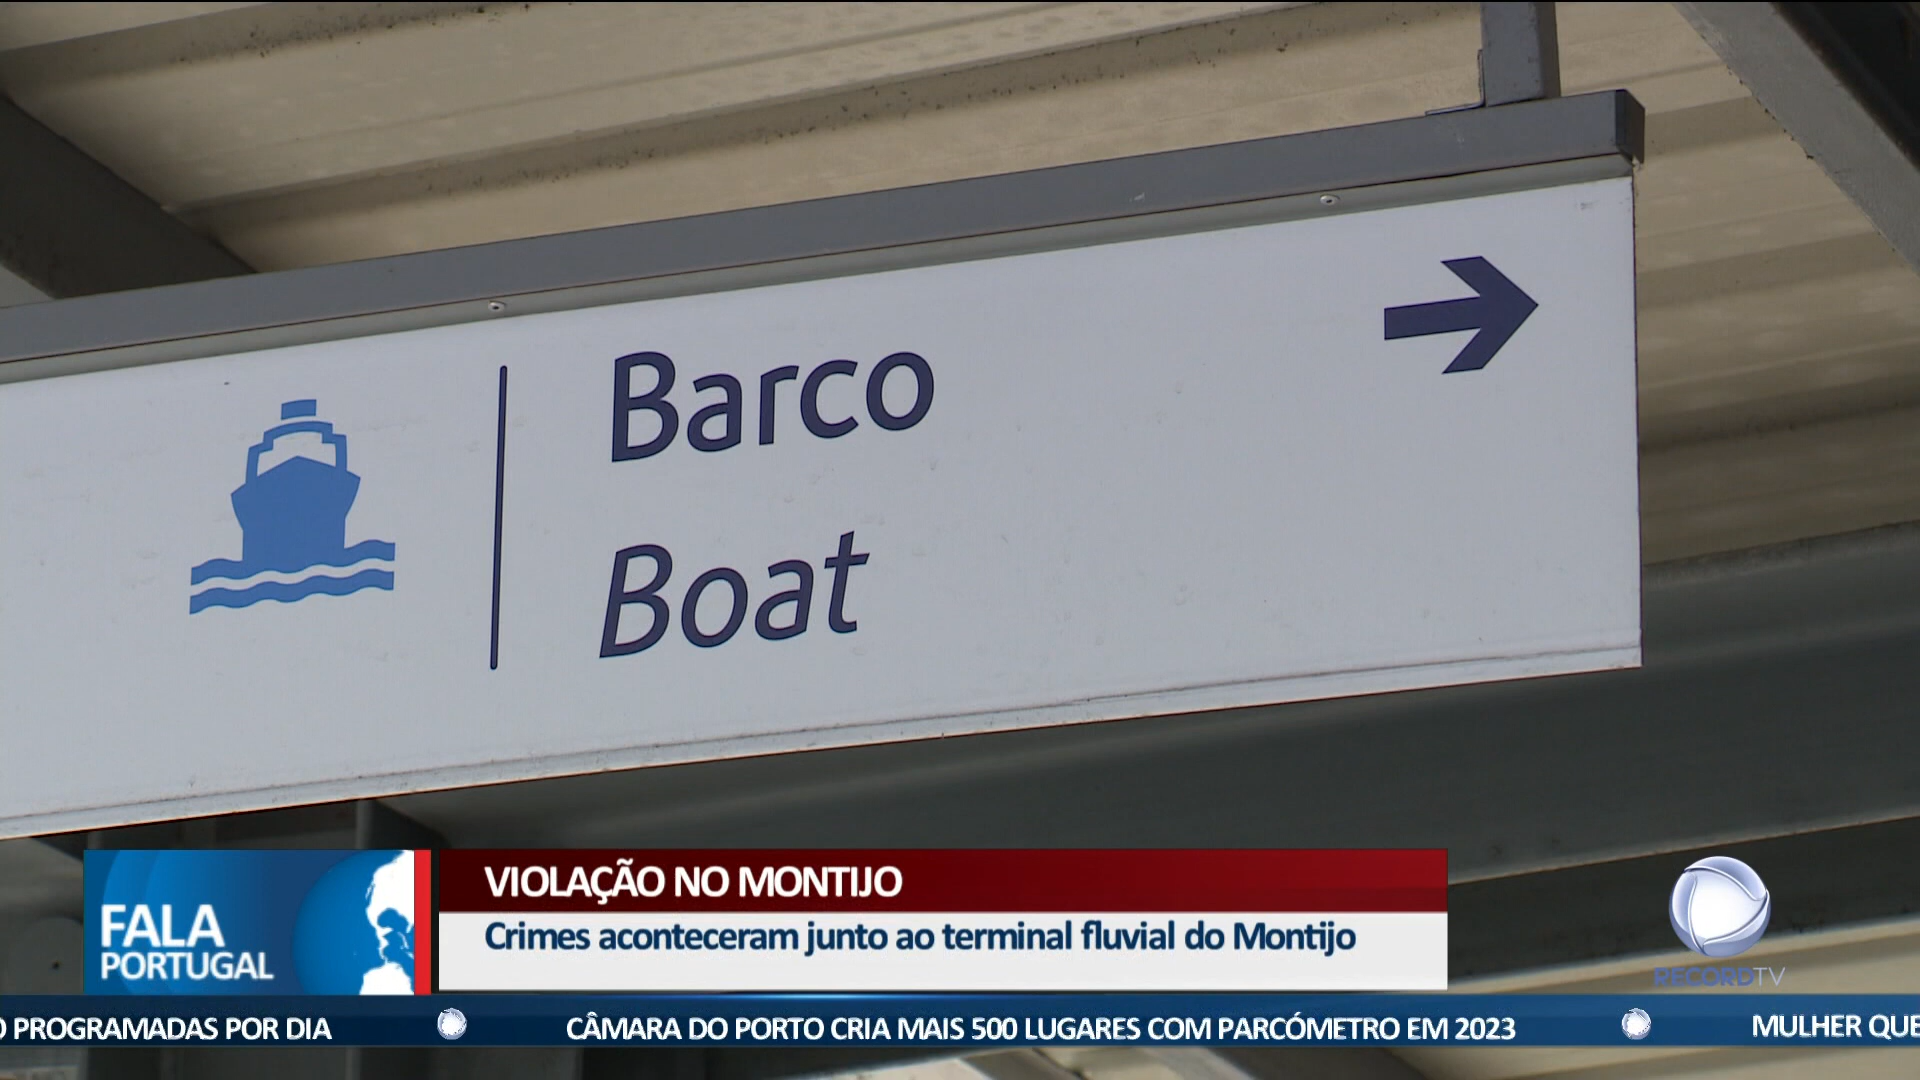 Barco
Boat
FALA
PORTUGAL
VIOLAÇÃO NO MONTIJO
Crimes aconteceram junto ao terminal fluvial do Montijo
RECORDTV
PROGRAMADAS POR DIA
CÂMARA DO PORTO CRIA MAIS 500 LUGARES COM PARCÓMETRO EM 2023
MULHER QUE